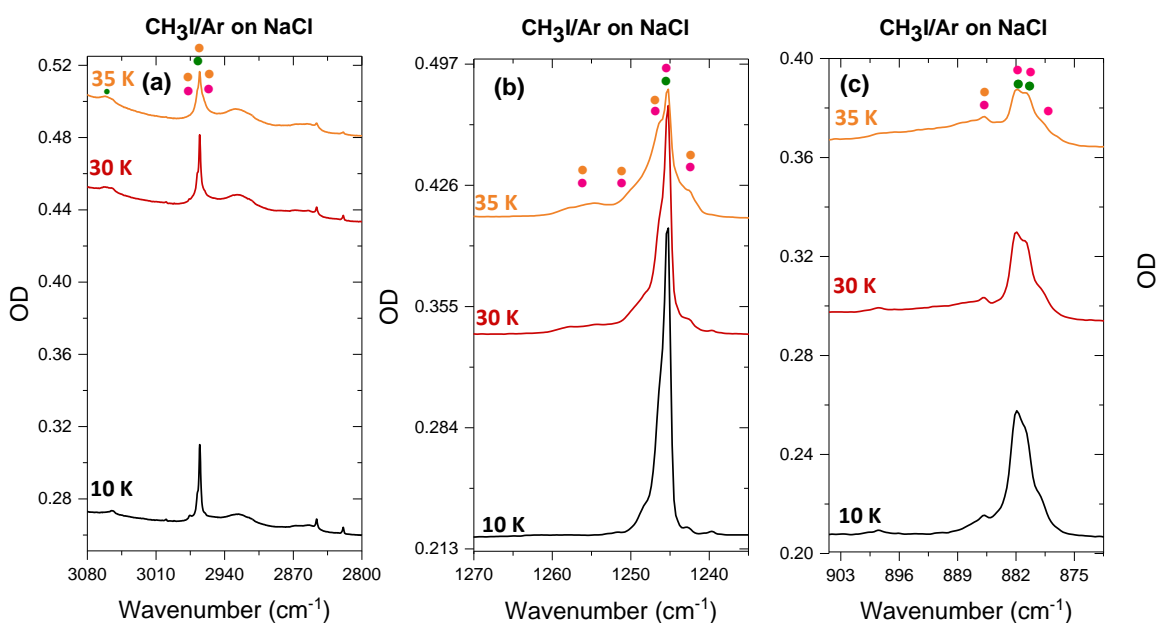 CH3I/Ar on NaCl
(a)
35 K
30 K
10 K
0.52
0.48
0.44
0.40
0.36
0.32
0.28
OD
3080 3010 2940 2870 2800
Wavenumber (cm-1)
CH3I/Ar on NaCl
(b)
35 K
30 K
10 K
0.497
0.426
0.355
0.284
0.213
OD
1270 1260 1250 1240
Wavenumber (cm-1)
CH3I/Ar on NaCl
(c)
35 K
30 K
10 K
0.40
0.36
0.32
0.28
0.24
0.20
903 896 889 882 875
Wavenumber (cm-1)
OD